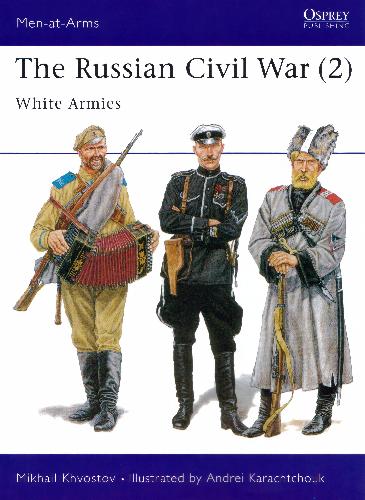 Men-at-Arms
OSPREY
PUBLISHING
The Russian Civil War (2)
White Armies
Mikhail Khvostov • Illustrated by Andrei Karachtchouk